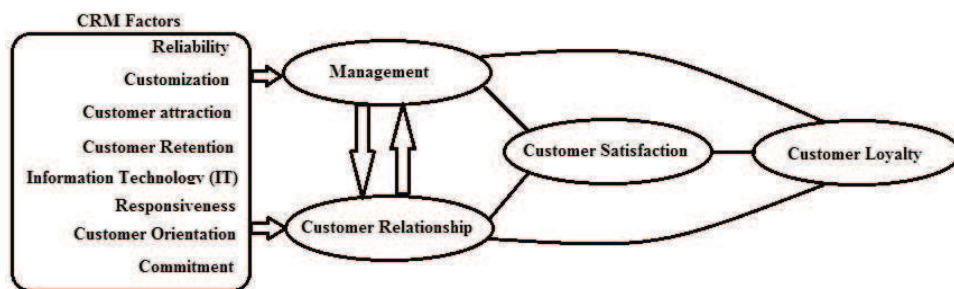 CRM Factors
Reliability
Customization
Customer attraction
Customer Retention
Information Technology (IT)
Responsiveness
Customer Orientation
Commitment
Management
Customer Relationship
Customer Satisfaction
Customer Loyalty